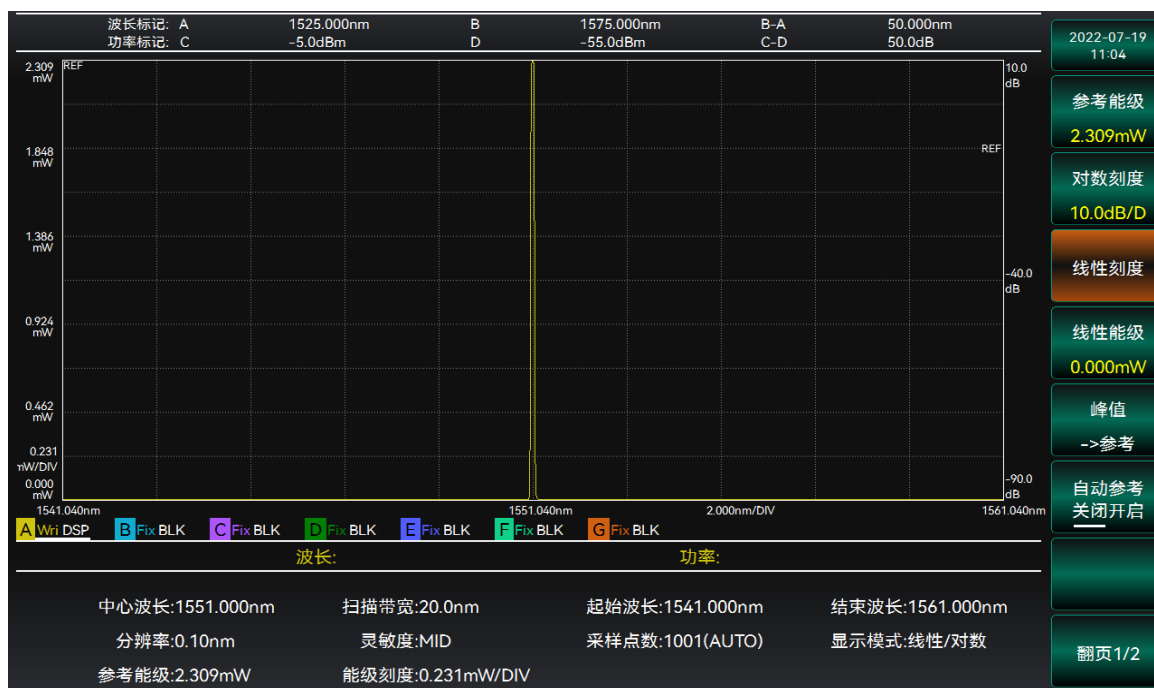 波长标记: A 1525.000nm B 1575.000nm B-A 50.000nm
功率标记: C -5.0dBm D -55.0dBm C-D 50.0dB
2022-07-19
11:04
参考能级
2.309mW
对数刻度
10.0dB/D
线性刻度
线性能级
0.000mW
峰值
->参考
自动参考
关闭开启
翻页1/2
2.309
mW
REF
10.0
dB
1.848
mW
REF
1.386
mW
-40.0
dB
0.924
mW
0.462
mW
0.231
mW/DIV
0.000
mW
-90.0
dB
1541.040nm 1551.040nm 2.000nm/DIV 1561.040nm
A Wri DSP B Fix BLK C Fix BLK D Fix BLK E Fix BLK F Fix BLK G Fix BLK
波长: 功率:
中心波长:1551.000nm 扫描带宽:20.0nm 起始波长:1541.000nm 结束波长:1561.000nm
分辨率:0.10nm 灵敏度:MID 采样点数:1001(AUTO) 显示模式:线性/对数
参考能级:2.309mW 能级刻度:0.231mW/DIV